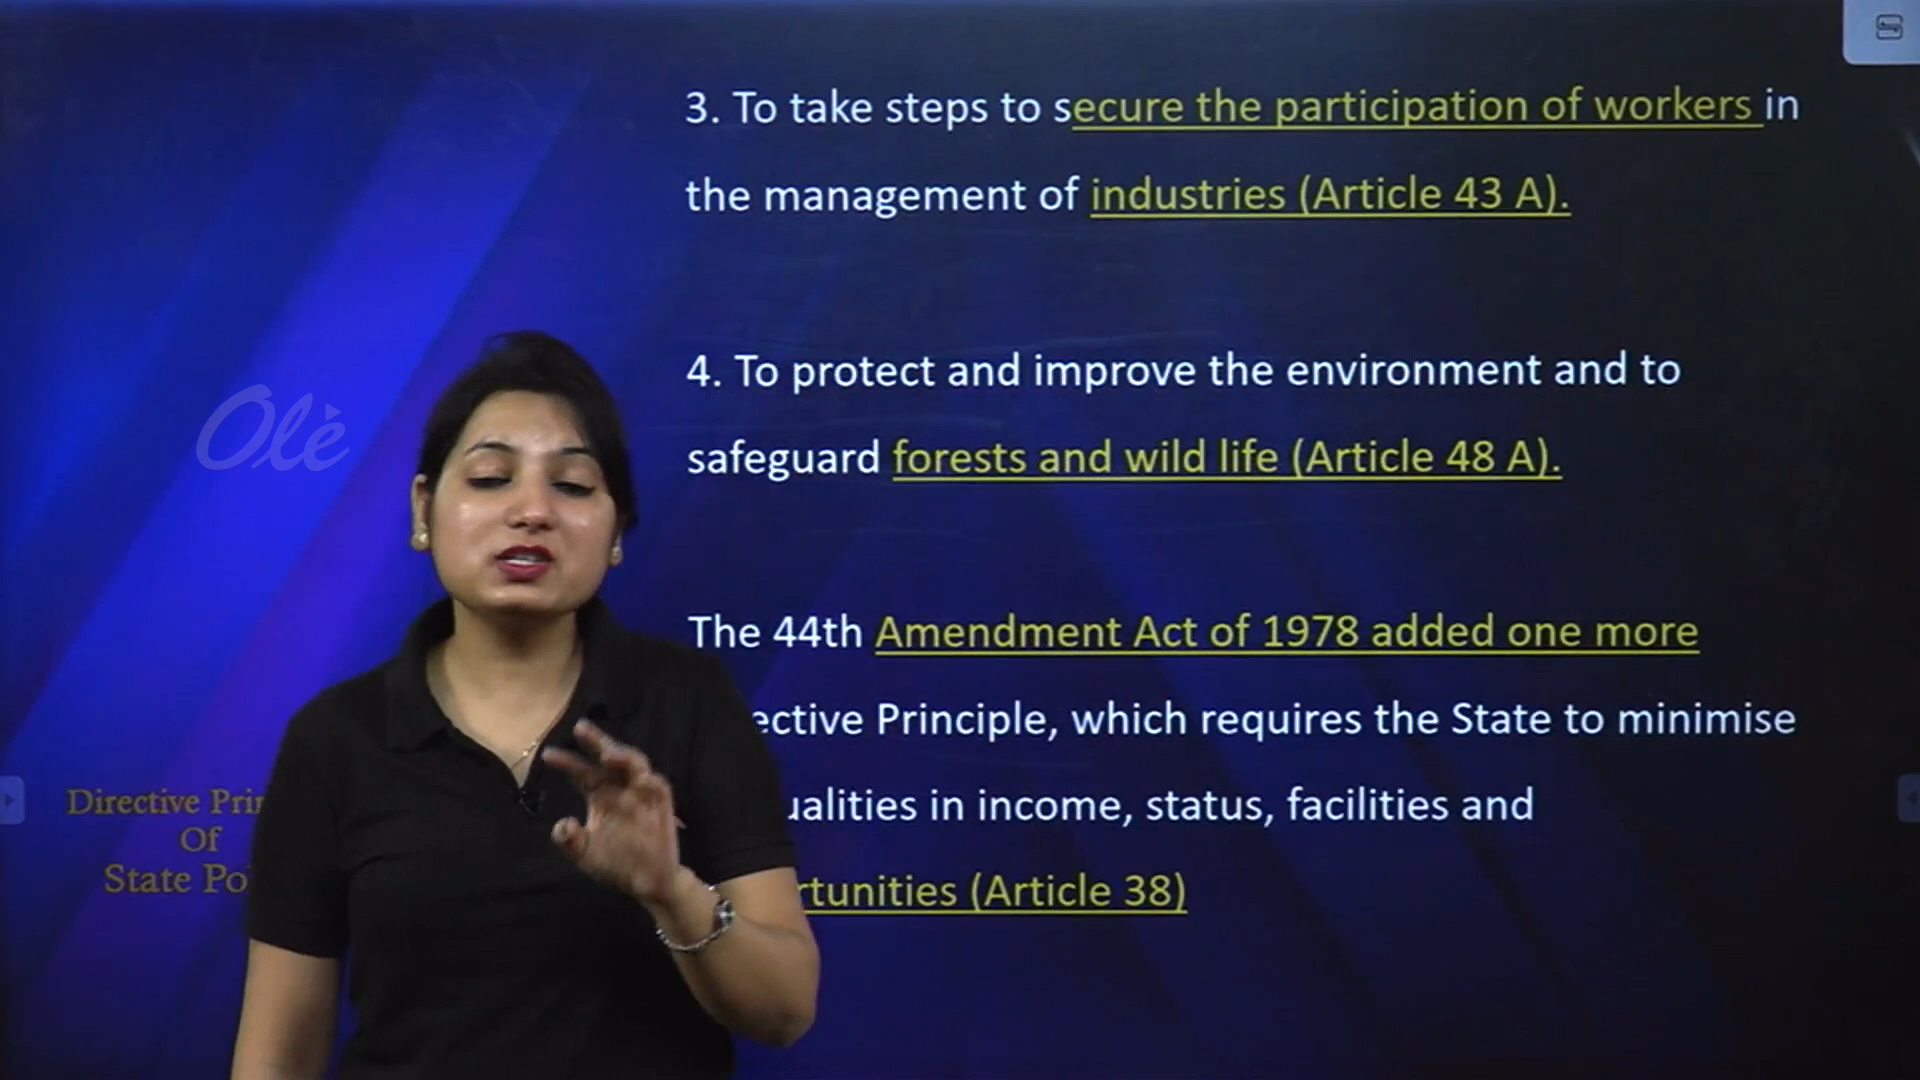 3. To take steps to secure the participation of workers in
the management of industries (Article 43 A).
4. To protect and improve the environment and to
safeguard forests and wild life (Article 48 A).
The 44th Amendment Act of 1978 added one more
ective Principle, which requires the State to minimise
ualities in income, status, facilities and
rtunities (Article 38)
Olè
Directive Prin
Of
State Po